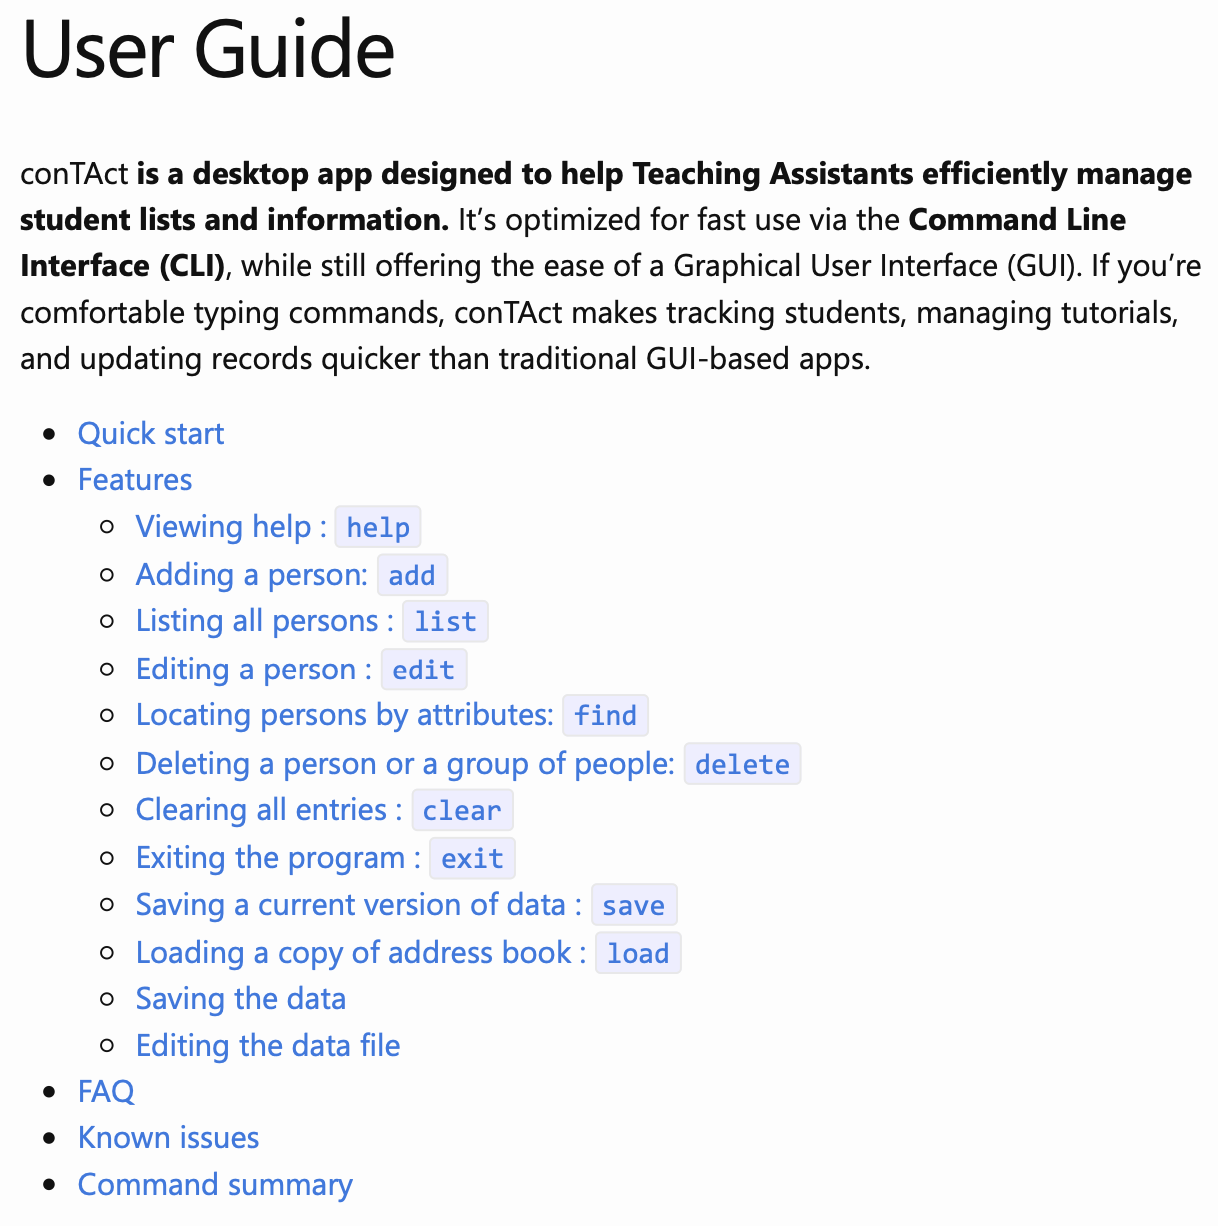 User Guide
conTAct is a desktop app designed to help Teaching Assistants efficiently manage
student lists and information. It’s optimized for fast use via the Command Line
Interface (CLI), while still offering the ease of a Graphical User Interface (GUI). If you’re
comfortable typing commands, conTAct makes tracking students, managing tutorials,
and updating records quicker than traditional GUI-based apps.
Quick start
Features
Viewing help : help
Adding a person: add
Listing all persons : list
Editing a person : edit
Locating persons by attributes: find
Deleting a person or a group of people: delete
Clearing all entries : clear
Exiting the program : exit
Saving a current version of data : save
Loading a copy of address book : load
Saving the data
Editing the data file
FAQ
Known issues
Command summary